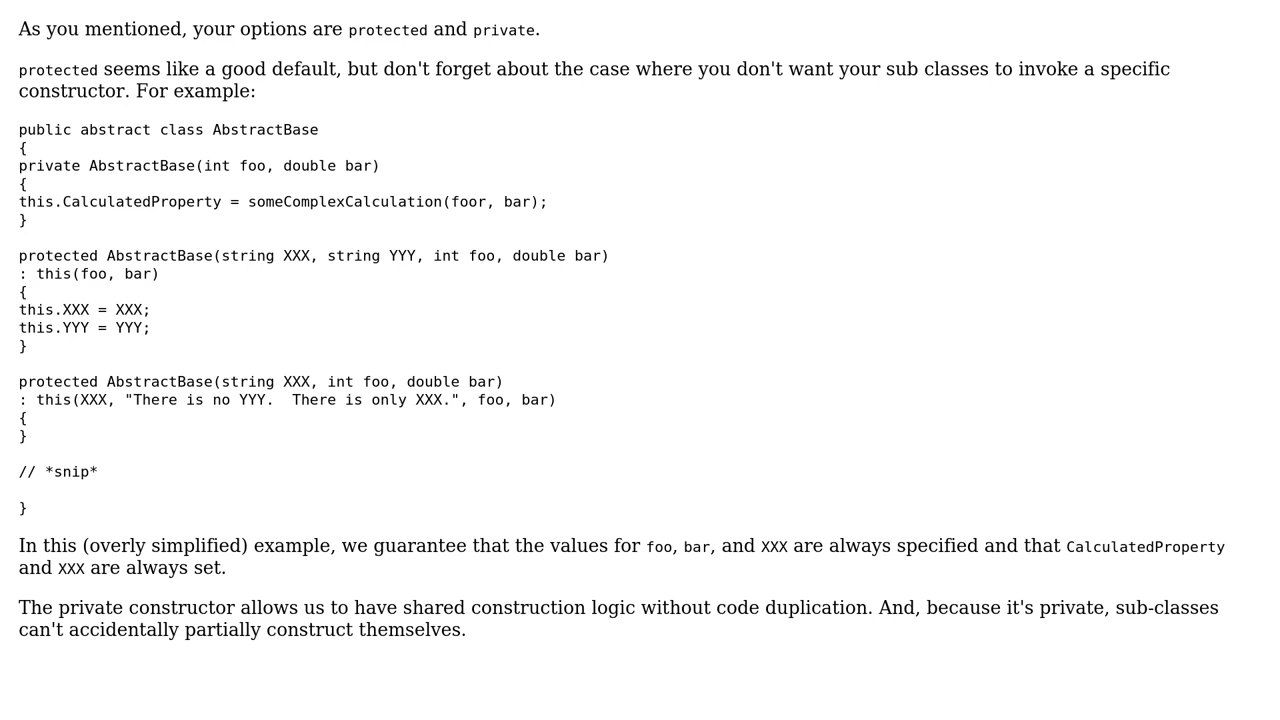 As you mentioned, your options are protected and private.
protected seems like a good default, but don't forget about the case where you don't want your sub classes to invoke a specific
constructor. For example:
public abstract class AbstractBase
{
private AbstractBase(int foo, double bar)
{
this.CalculatedProperty = someComplexCalculation(foor, bar);
}
protected AbstractBase(string XXX, string YYY, int foo, double bar)
: this(foo, bar)
{
this.XXX = XXX;
this.YYY = YYY;
}
protected AbstractBase(string XXX, int foo, double bar)
: this(XXX, "There is no YYY.  There is only XXX.", foo, bar)
{
}
// *snip*
}
In this (overly simplified) example, we guarantee that the values for foo, bar, and XXX are always specified and that CalculatedProperty
and XXX are always set.
The private constructor allows us to have shared construction logic without code duplication. And, because it's private, sub-classes
can't accidentally partially construct themselves.